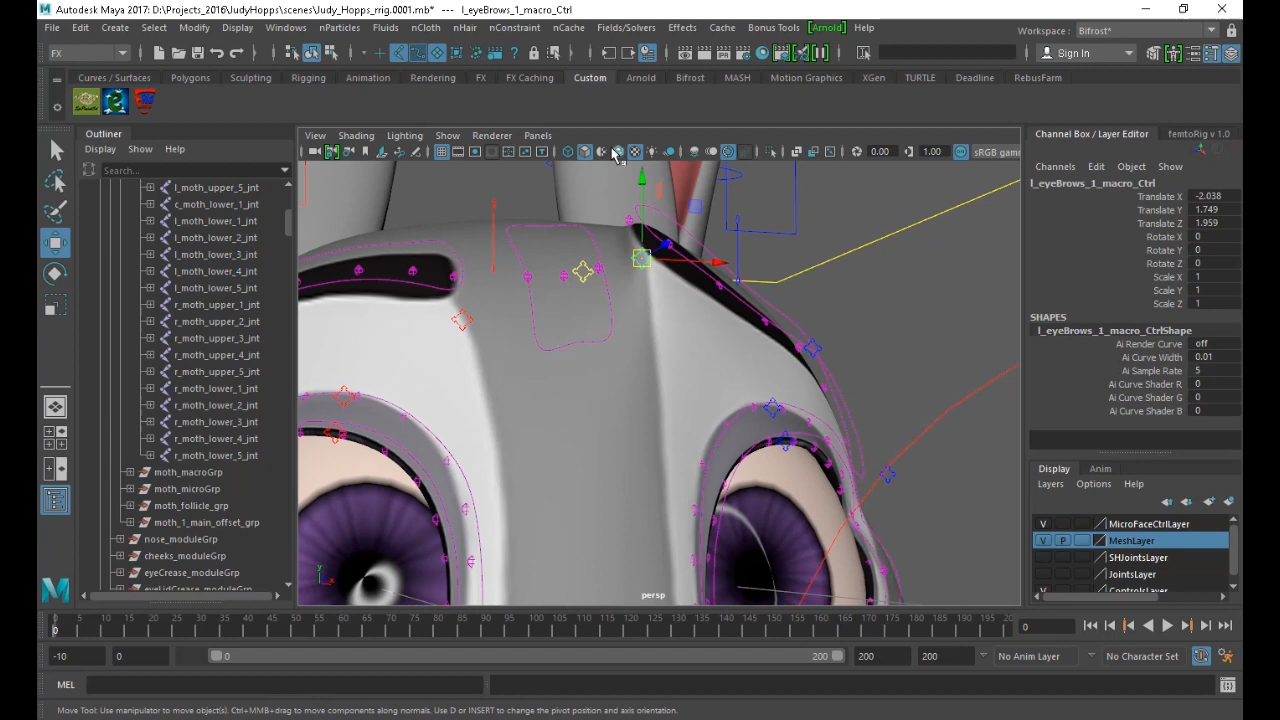 Autodesk Maya 2017: D:\Projects_2016\JudyHopps\scenes\Judy_Hopps_rig.0001.mb* --- l_eyeBrows_1_macro_Ctrl
File Edit Create Select Modify Display Windows nParticles Fluids nCloth nHair nConstraint nCache Fields/Solvers Effects Cache Bonus Tools [Arnold] Help
Workspace: Bifrost*
FX
Sign In
Curves / Surfaces Polygons Sculpting Rigging Animation Rendering FX FX Caching Custom Arnold Bifrost MASH Motion Graphics XGen TURTLE Deadline RebusFarm
Outliner
Display Show Help
Search...
l_moth_upper_5_jnt
c_moth_lower_1_jnt
l_moth_lower_1_jnt
l_moth_lower_2_jnt
l_moth_lower_3_jnt
l_moth_lower_4_jnt
l_moth_lower_5_jnt
r_moth_upper_1_jnt
r_moth_upper_2_jnt
r_moth_upper_3_jnt
r_moth_upper_4_jnt
r_moth_upper_5_jnt
r_moth_lower_1_jnt
r_moth_lower_2_jnt
r_moth_lower_3_jnt
r_moth_lower_4_jnt
r_moth_lower_5_jnt
moth_macroGrp
moth_microGrp
moth_follicle_grp
moth_1_main_offset_grp
nose_moduleGrp
cheeks_moduleGrp
eyeCrease_moduleGrp
View Shading Lighting Show Renderer Panels
0.00 1.00 sRGB gamm
persp
Channel Box / Layer Editor femtoRig v 1.0
Channels Edit Object Show
l_eyeBrows_1_macro_Ctrl
Translate X -2.038
Translate Y 1.749
Translate Z 1.959
Rotate X 0
Rotate Y 0
Rotate Z 0
Scale X 1
Scale Y 1
Scale Z 1
SHAPES
l_eyeBrows_1_macro_CtrlShape
Ai Render Curve off
Ai Curve Width 0.01
Ai Sample Rate 5
Ai Curve Shader R 0
Ai Curve Shader G 0
Ai Curve Shader B 0
Display Anim
Layers Options Help
V MicroFaceCtrlLayer
V P MeshLayer
SHJointsLayer
JointsLayer
ControlsLayer
0 5 10 15 20 25 30 35 40 45 50 55 60 65 70 75 80 85 90 95 100 105 110 115 120 125 130 135 140 145 150 155 160 165 170 175 180 185 190 195 20
0
0
-10 0 0 200 200 200 No Anim Layer No Character Set
MEL
Move Tool: Use manipulator to move object(s). Ctrl+MMB+drag to move components along normals. Use D or INSERT to change the pivot position and axis orientation.